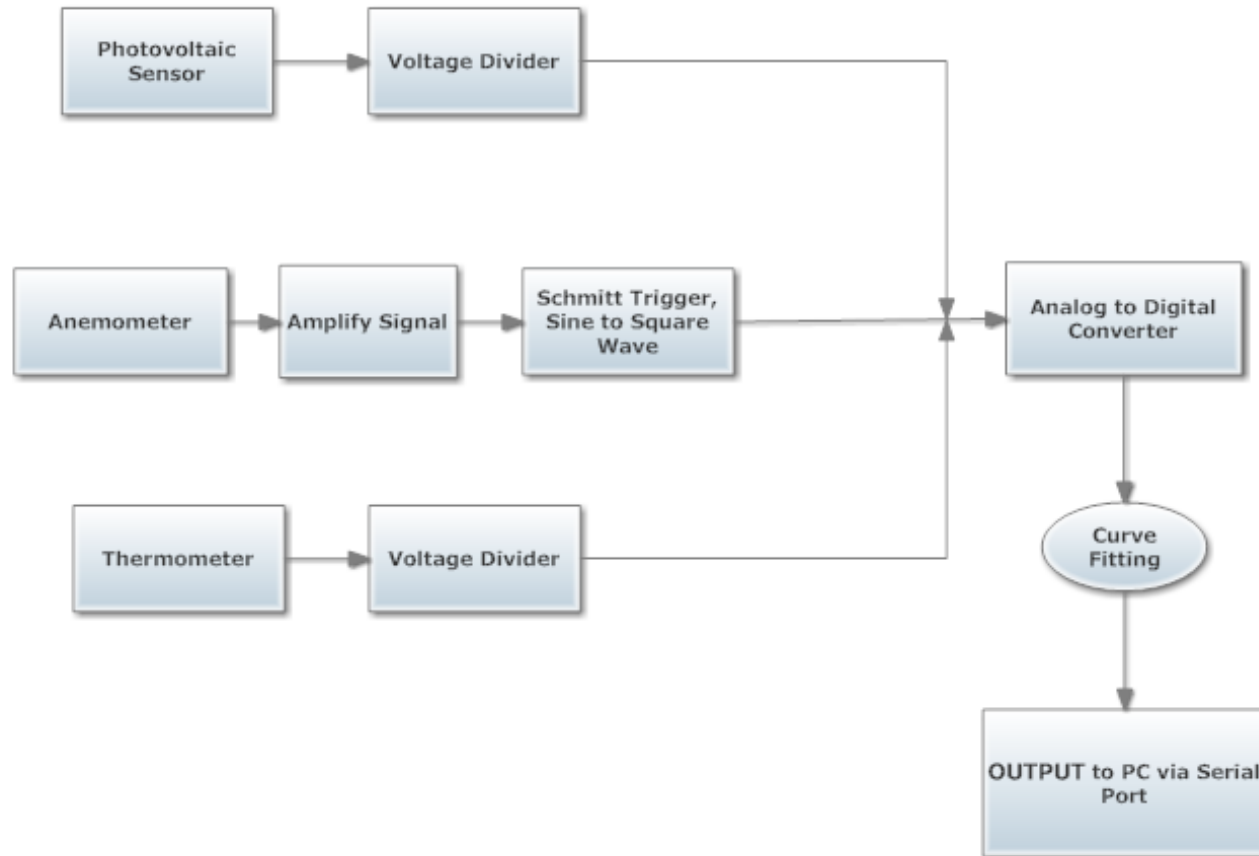 Photovoltaic
Sensor
Voltage Divider
Anemometer
Amplify Signal
Schmitt Trigger,
Sine to Square
Wave
Analog to Digital
Converter
Thermometer
Voltage Divider
Curve
Fitting
OUTPUT to PC via Serial
Port